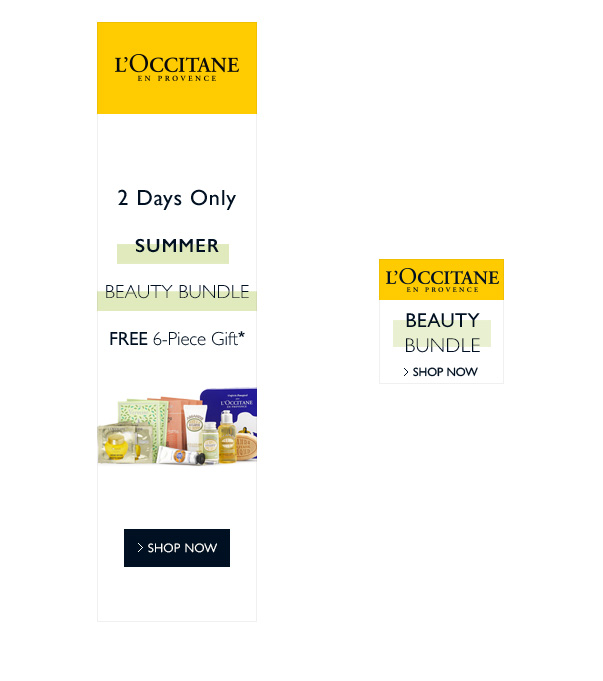 L'OCCITANE
EN PROVENCE
2 Days Only
SUMMER
BEAUTY BUNDLE
FREE 6-Piece Gift*
L'OCCITANE
EN PROVENCE
> SHOP NOW
L'OCCITANE
EN PROVENCE
BEAUTY
BUNDLE
> SHOP NOW